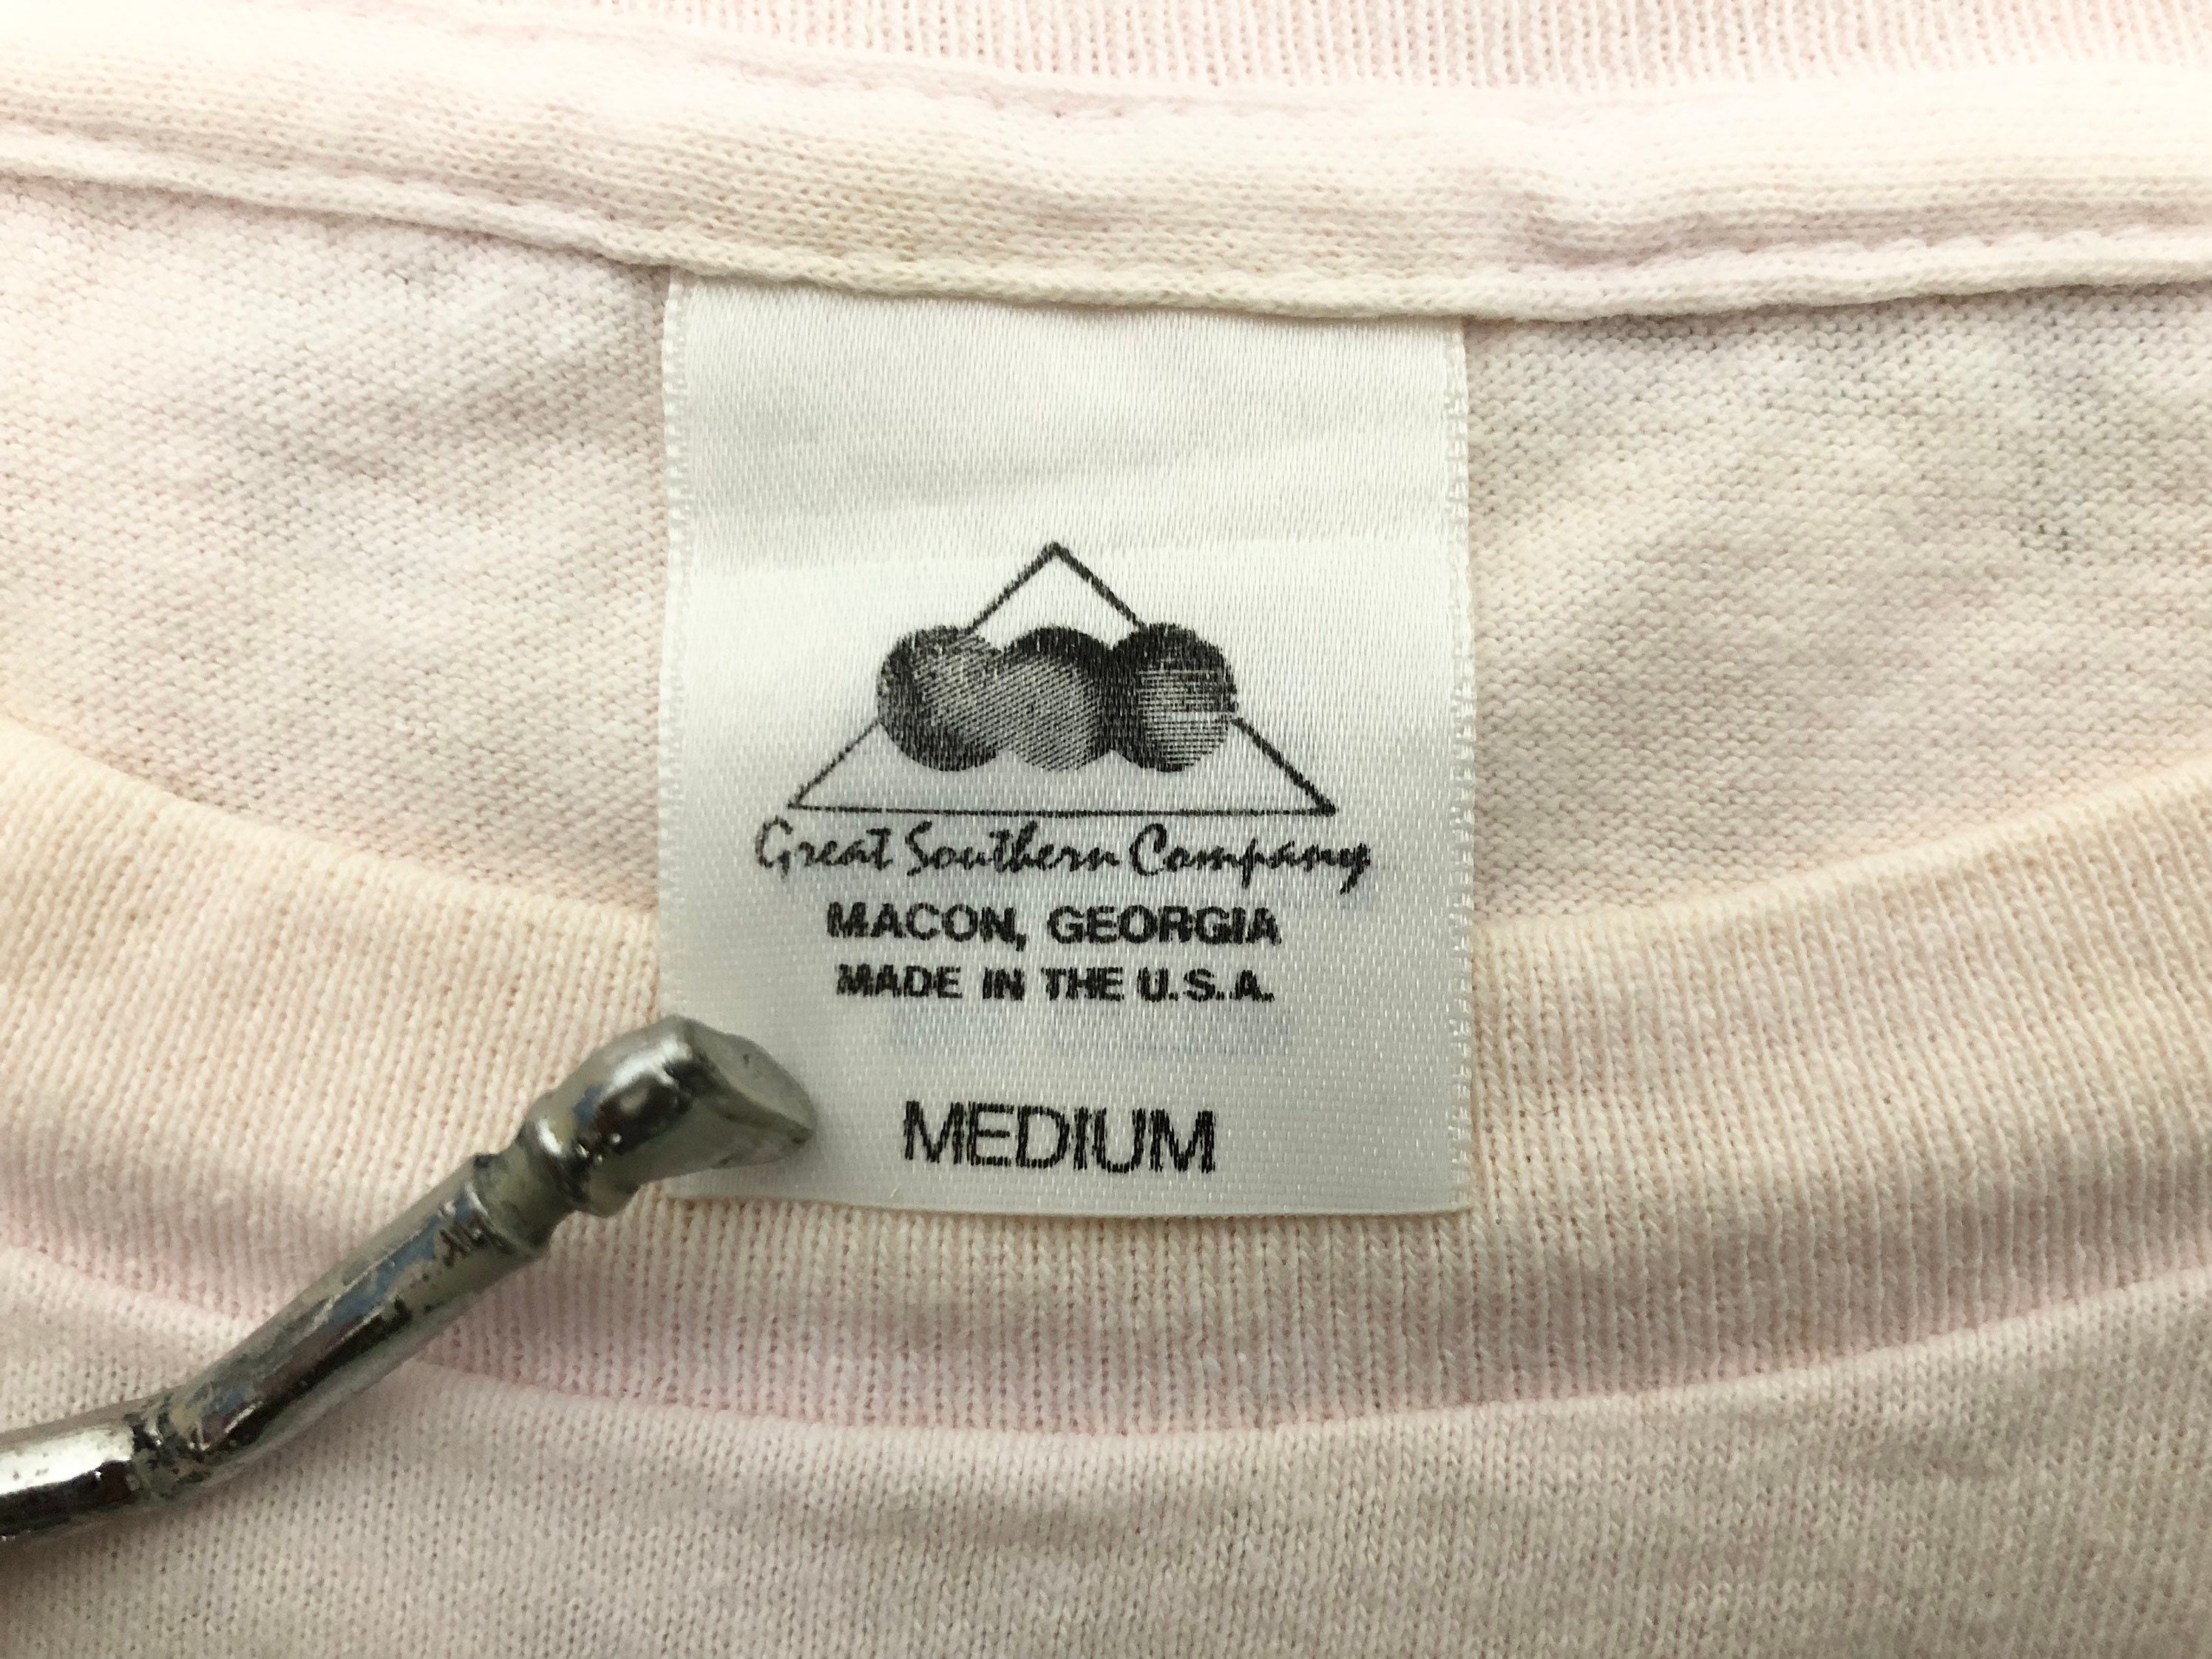 Great Southern Company
MACON, GEORGIA
MADE IN THE U.S.A.
MEDIUM